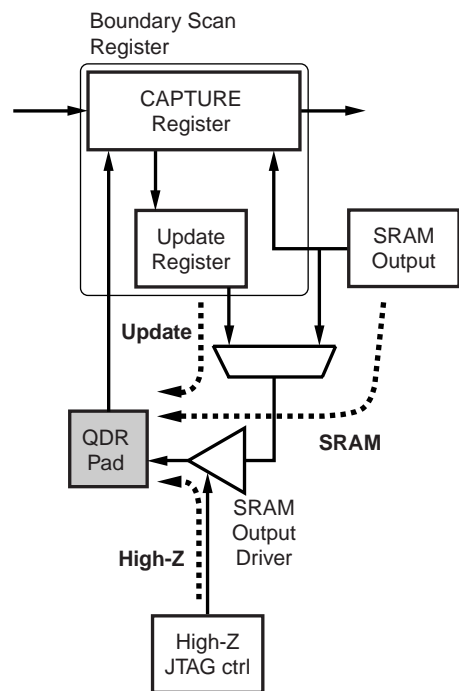 Boundary Scan
Register
CAPTURE
Register
Update
Register
SRAM
Output
Update
SRAM
QDR
Pad
SRAM
Output
Driver
High-Z
High-Z
JTAG ctrl